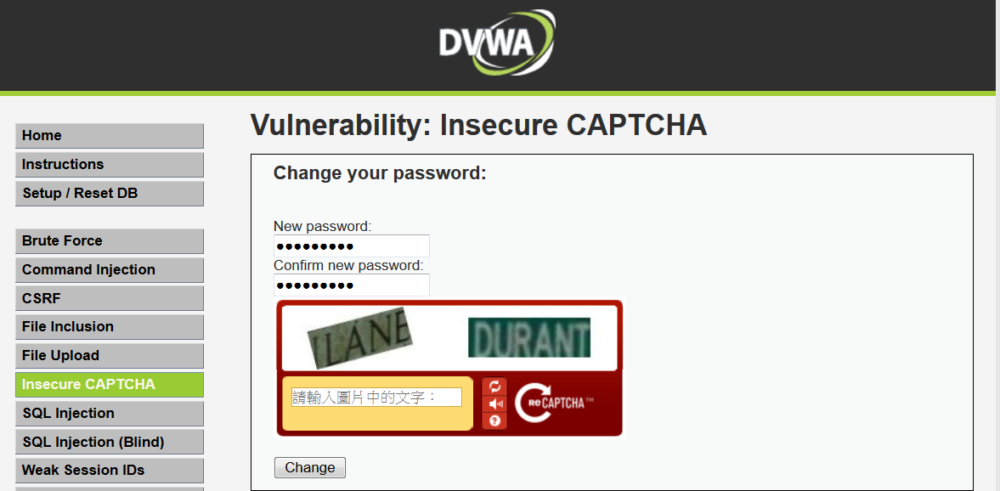 DVWA
Home
Instructions
Setup / Reset DB
Brute Force
Command Injection
CSRF
File Inclusion
File Upload
Insecure CAPTCHA
SQL Injection
SQL Injection (Blind)
Weak Session IDs
Vulnerability: Insecure CAPTCHA
Change your password:
New password:
●●●●●●●●●
Confirm new password:
●●●●●●●●●
DURANT
請輸入圖片中的文字：
reCAPTCHA™
Change